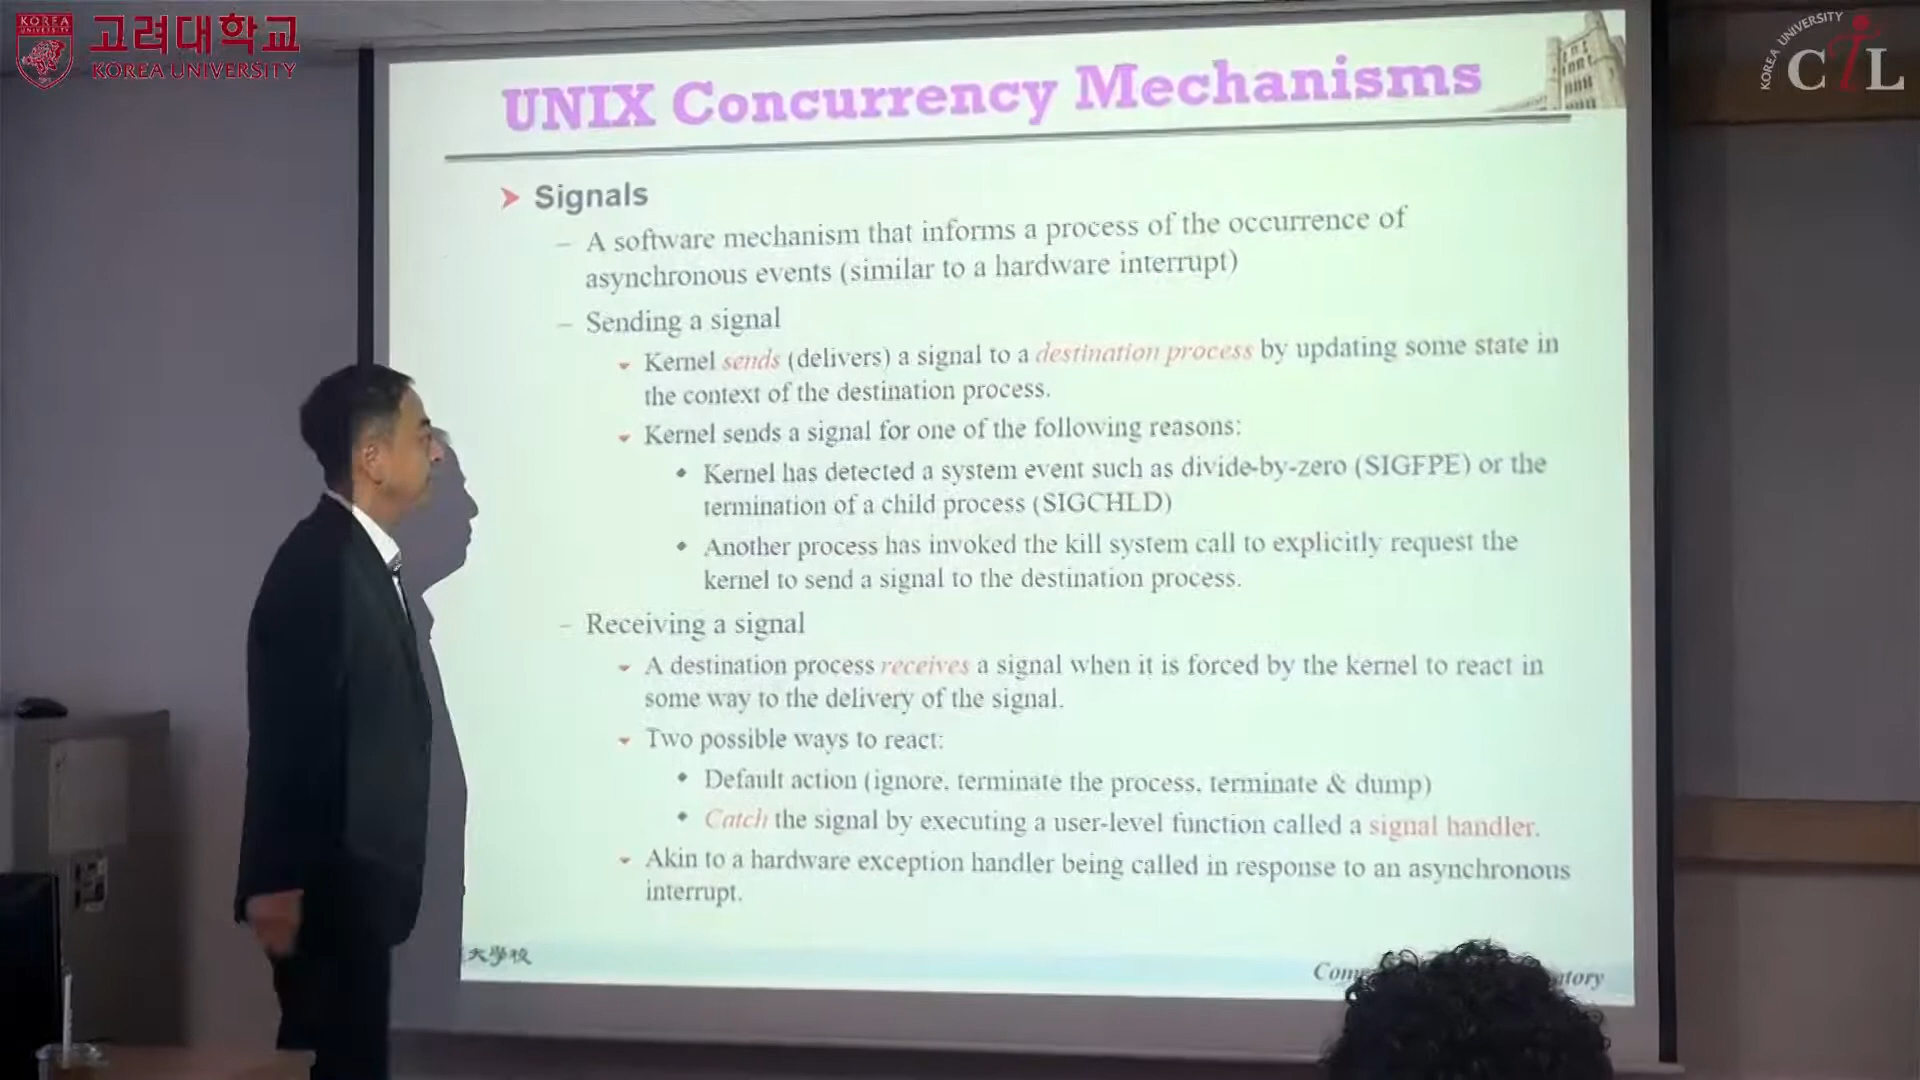 KOREA
UNIVERSITY
고려대학교
KOREA UNIVERSITY
KOREA UNIVERSITY
CTL
UNIX Concurrency Mechanisms
➤ Signals
– A software mechanism that informs a process of the occurrence of
asynchronous events (similar to a hardware interrupt)
– Sending a signal
Kernel sends (delivers) a signal to a destination process by updating some state in
the context of the destination process.
Kernel sends a signal for one of the following reasons:
• Kernel has detected a system event such as divide-by-zero (SIGFPE) or the
termination of a child process (SIGCHLD)
• Another process has invoked the kill system call to explicitly request the
kernel to send a signal to the destination process.
– Receiving a signal
A destination process receives a signal when it is forced by the kernel to react in
some way to the delivery of the signal.
Two possible ways to react:
• Default action (ignore, terminate the process, terminate & dump)
• Catch the signal by executing a user-level function called a signal handler.
Akin to a hardware exception handler being called in response to an asynchronous
interrupt.
大學校